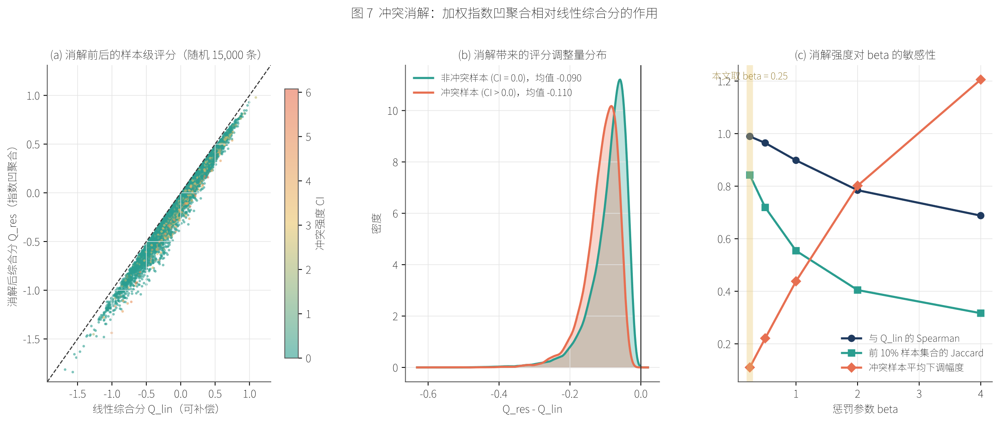 图 7 冲突消解：加权指数凹聚合相对线性综合分的作用
(a) 消解前后的样本级评分（随机 15,000 条）
消解后综合分 Q_res（指数凹聚合）
1.0
0.5
0.0
-0.5
-1.0
-1.5
-1.5
-1.0
-0.5
0.0
0.5
1.0
线性综合分 Q_lin（可补偿）
6
5
4
3
2
1
0
冲突强度 CI
(b) 消解带来的评分调整量分布
非冲突样本 (CI = 0.0)，均值 -0.090
冲突样本 (CI > 0.0)，均值 -0.110
密度
10
8
6
4
2
0
-0.6
-0.4
-0.2
0.0
Q_res - Q_lin
(c) 消解强度对 beta 的敏感性
本文取 beta = 0.25
1.2
1.0
0.8
0.6
0.4
0.2
与 Q_lin 的 Spearman
前 10% 样本集合的 Jaccard
冲突样本平均下调幅度
1
2
3
4
惩罚参数 beta